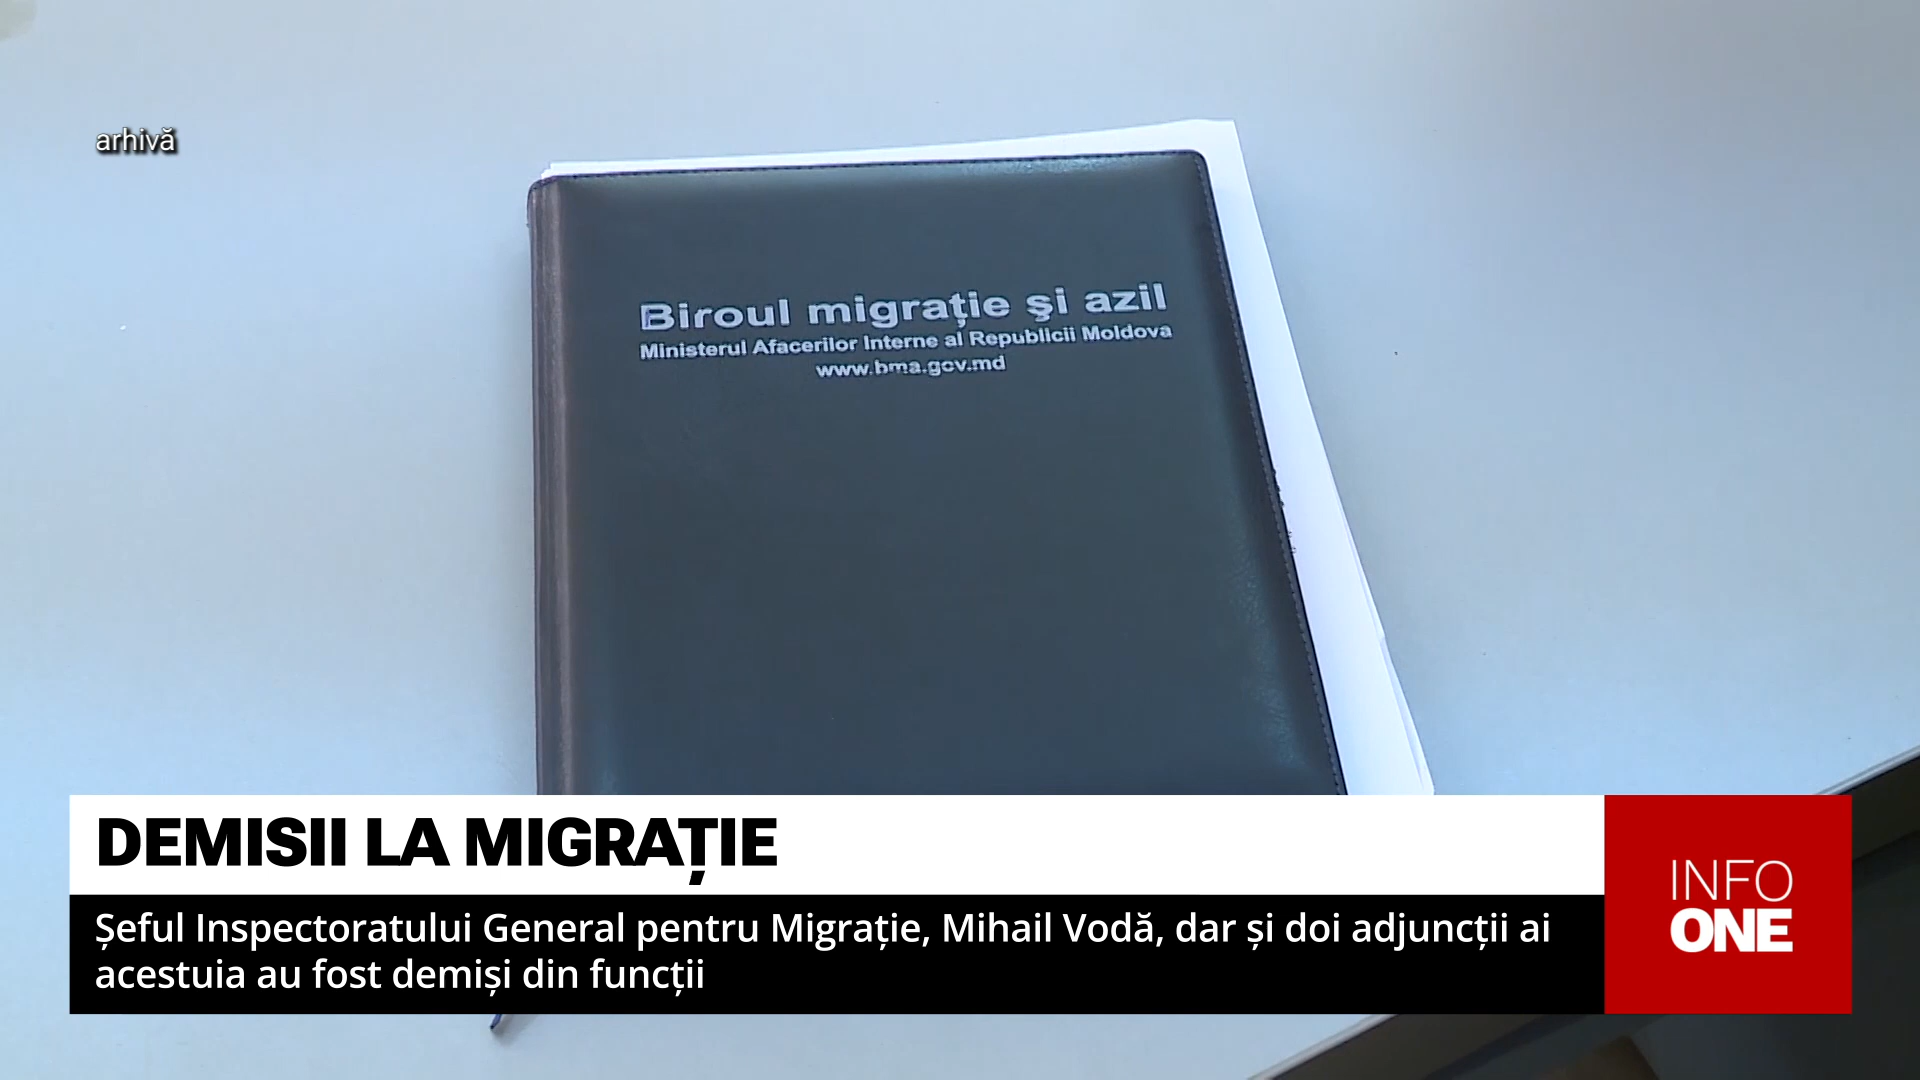 arhivă
Biroul migrație şi azil
Ministerul Afacerilor Interne al Republicii Moldova
www.bma.gov.md
DEMISII LA MIGRAȚIE
Șeful Inspectoratului General pentru Migrație, Mihail Vodă, dar și doi adjuncții ai
acestuia au fost demiși din funcții
INFO
ONE